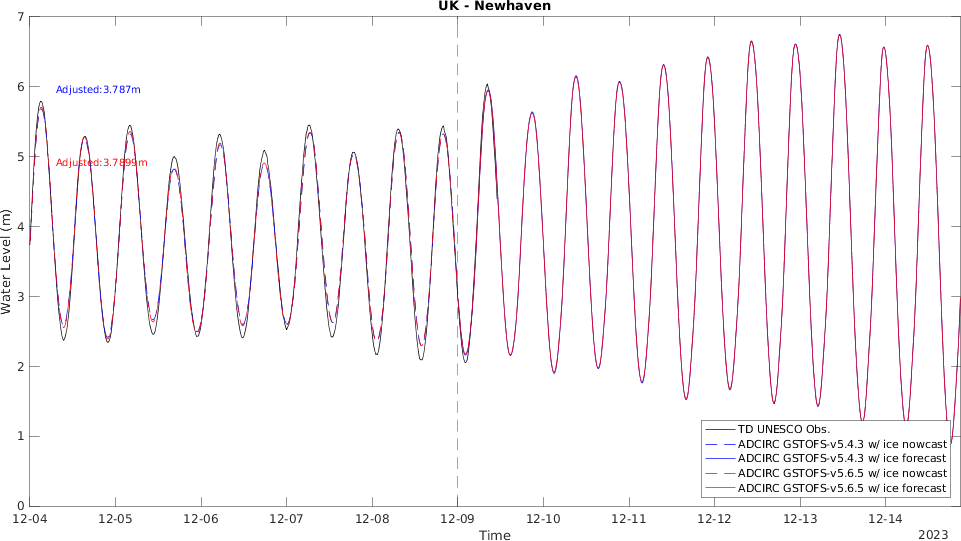 UK - Newhaven
7
6
5
4
3
2
1
0
Water Level (m)
Adjusted:3.787m
Adjusted:3.7899m
TD UNESCO Obs.
ADCIRC GSTOFS-v5.4.3 w/ ice nowcast
ADCIRC GSTOFS-v5.4.3 w/ ice forecast
ADCIRC GSTOFS-v5.6.5 w/ ice nowcast
ADCIRC GSTOFS-v5.6.5 w/ ice forecast
12-04 12-05 12-06 12-07 12-08 12-09 12-10 12-11 12-12 12-13 12-14
Time
2023